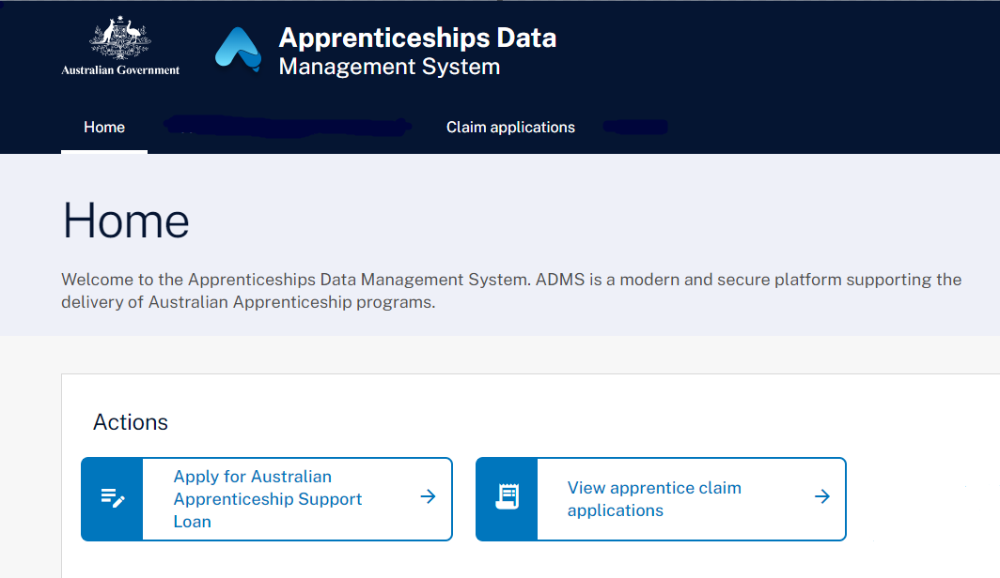 Australian Government
Apprenticeships Data
Management System
Home
Claim applications
Home
Welcome to the Apprenticeships Data Management System. ADMS is a modern and secure platform supporting the
delivery of Australian Apprenticeship programs.
Actions
Apply for Australian
Apprenticeship Support
Loan
View apprentice claim
applications